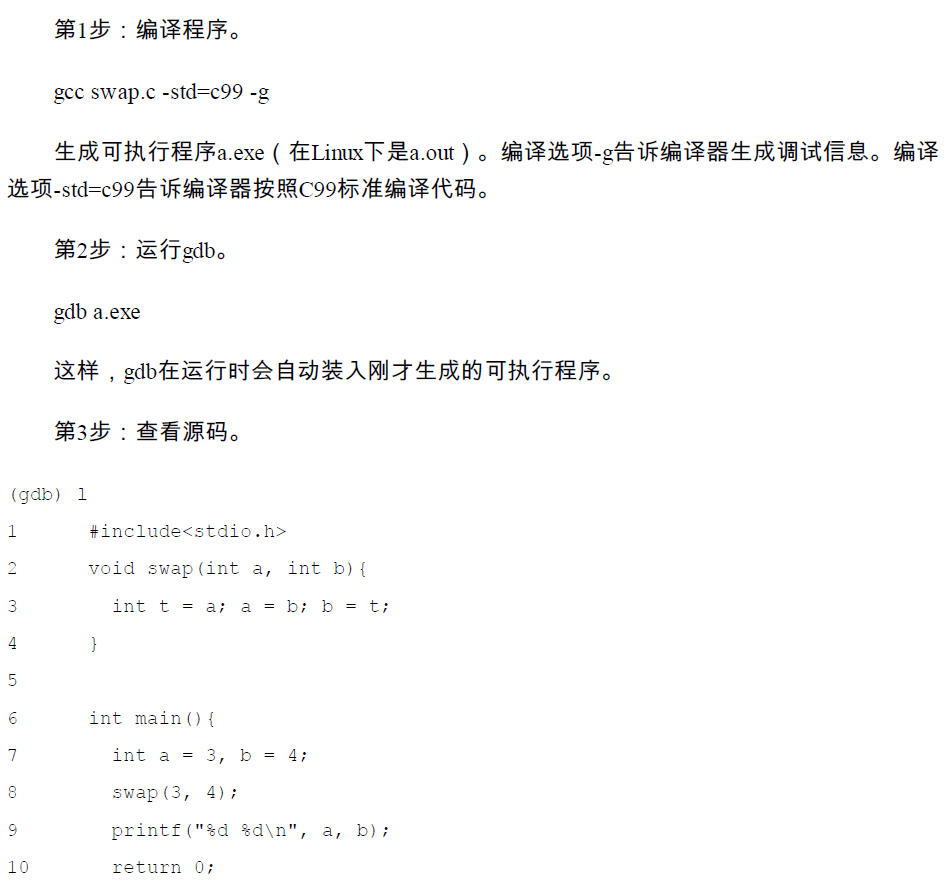 第1步：编译程序。
gcc swap.c -std=c99 -g
生成可执行程序a.exe（在Linux下是a.out）。编译选项-g告诉编译器生成调试信息。编译
选项-std=c99告诉编译器按照C99标准编译代码。
第2步：运行gdb。
gdb a.exe
这样，gdb在运行时会自动装入刚才生成的可执行程序。
第3步：查看源码。
(gdb) l
1 #include<stdio.h>
2 void swap(int a, int b){
3 int t = a; a = b; b = t;
4 }
5
6 int main(){
7 int a = 3, b = 4;
8 swap(3, 4);
9 printf("%d %d\n", a, b);
10 return 0;